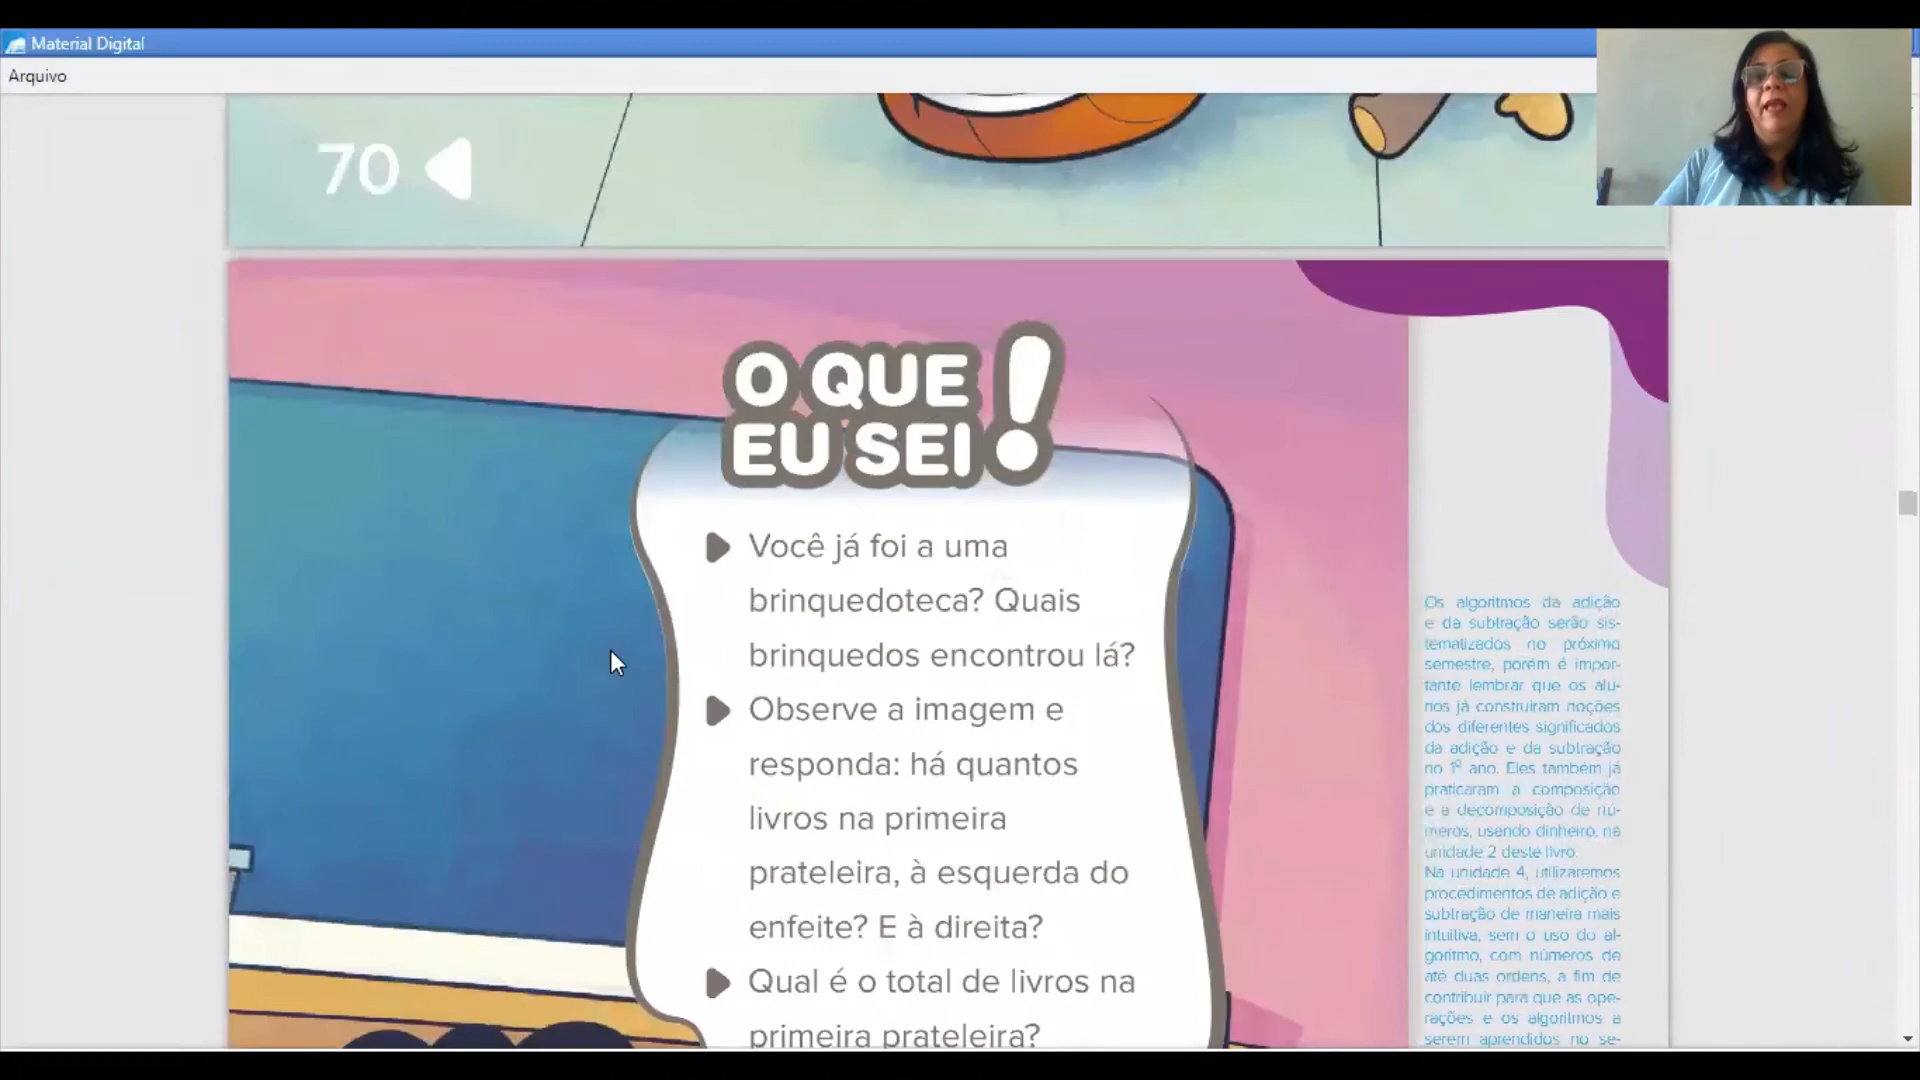 Material Digital
Arquivo
70
O QUE
EU SEI!
Você já foi a uma
brinquedoteca? Quais
brinquedos encontrou lá?
Observe a imagem e
responda: há quantos
livros na primeira
prateleira, à esquerda do
enfeite? E à direita?
Qual é o total de livros na
primeira prateleira?
Os algoritmos da adição
e da subtração serão sis-
tematizados no próximo
semestre, porém é impor-
tante lembrar que os alu-
nos já construíram noções
dos diferentes significados
da adição e da subtração
no 1º ano. Eles também já
praticaram a composição
e a decomposição de nú-
meros, usando dinheiro, na
unidade 2 deste livro.
Na unidade 4, utilizaremos
procedimentos de adição e
subtração de maneira mais
intuitiva, sem o uso do al-
goritmo, com números de
até duas ordens, a fim de
contribuir para que as ope-
rações e os algoritmos a
serem aprendidos no se-